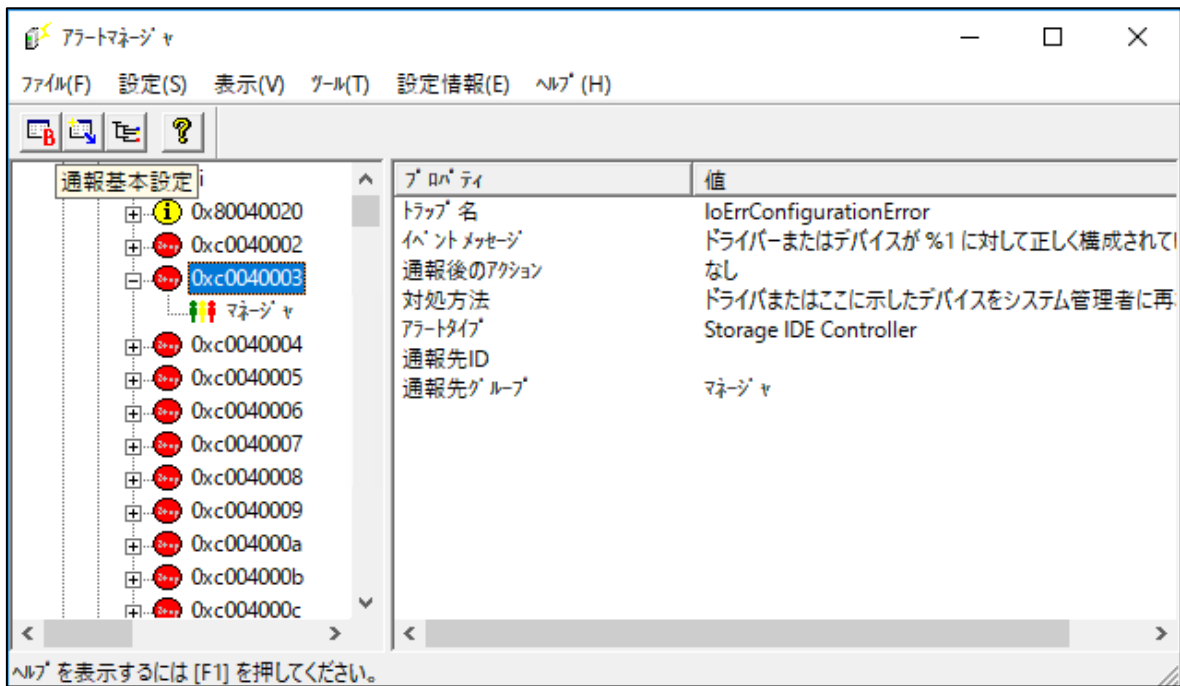 ｱﾗｰﾄﾏﾈｰｼﾞｬ
ﾌｧｲﾙ(F) 設定(S) 表示(V) ﾂｰﾙ(T) 設定情報(E) ﾍﾙﾌﾟ(H)
通報基本設定 i
0x80040020
0xc0040002
0xc0040003
ﾏﾈｰｼﾞｬ
0xc0040004
0xc0040005
0xc0040006
0xc0040007
0xc0040008
0xc0040009
0xc004000a
0xc004000b
0xc004000c
ﾌﾟﾛﾊﾟﾃｨ 値
ﾄﾗｯﾌﾟ名 IoErrConfigurationError
ｲﾍﾞﾝﾄﾒｯｾｰｼﾞ ドライバーまたはデバイスが %1 に対して正しく構成されて
通報後のｱｸｼｮﾝ なし
対処方法 ドライバまたはここに示したデバイスをシステム管理者に再
ｱﾗｰﾄﾀｲﾌﾟ Storage IDE Controller
通報先ID
通報先ｸﾞﾙｰﾌﾟ ﾏﾈｰｼﾞｬ
ﾍﾙﾌﾟを表示するには [F1] を押してください。